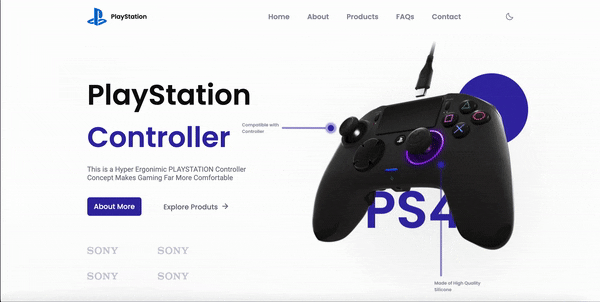 PlayStation
Home
About
Products
FAQs
Contact
PlayStation
Controller
Compatible with
Controller
This is a Hyper Ergonimic PLAYSTATION Controller
Concept Makes Gaming Far More Comfortable
About More
Explore Produts
PS4
SONY
SONY
SONY
SONY
Made of High Quality
Silicone